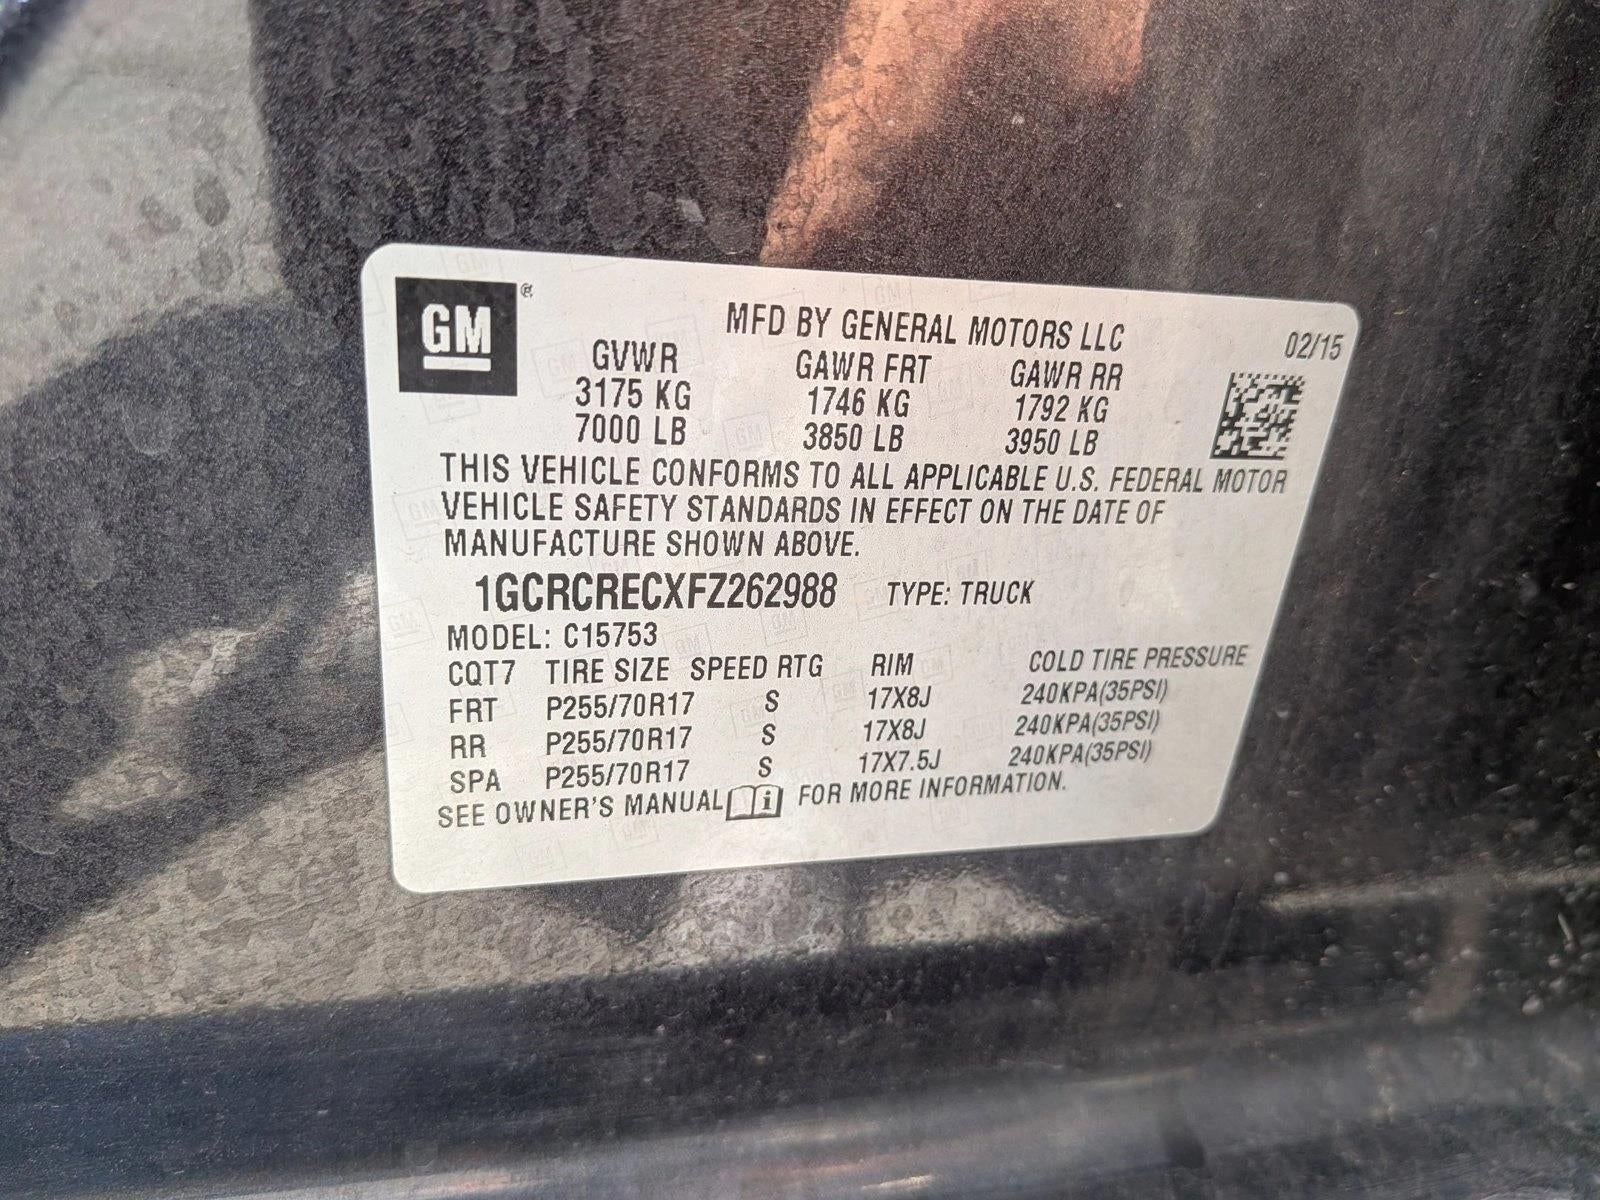 GM ®
MFD BY GENERAL MOTORS LLC 02/15
GVWR GAWR FRT GAWR RR
3175 KG 1746 KG 1792 KG
7000 LB 3850 LB 3950 LB
THIS VEHICLE CONFORMS TO ALL APPLICABLE U.S. FEDERAL MOTOR
VEHICLE SAFETY STANDARDS IN EFFECT ON THE DATE OF
MANUFACTURE SHOWN ABOVE.
1GCRCRECXFZ262988 TYPE: TRUCK
MODEL: C15753
CQT7 TIRE SIZE SPEED RTG RIM COLD TIRE PRESSURE
FRT P255/70R17 S 17X8J 240KPA(35PSI)
RR P255/70R17 S 17X8J 240KPA(35PSI)
SPA P255/70R17 S 17X7.5J 240KPA(35PSI)
SEE OWNER'S MANUAL i FOR MORE INFORMATION.